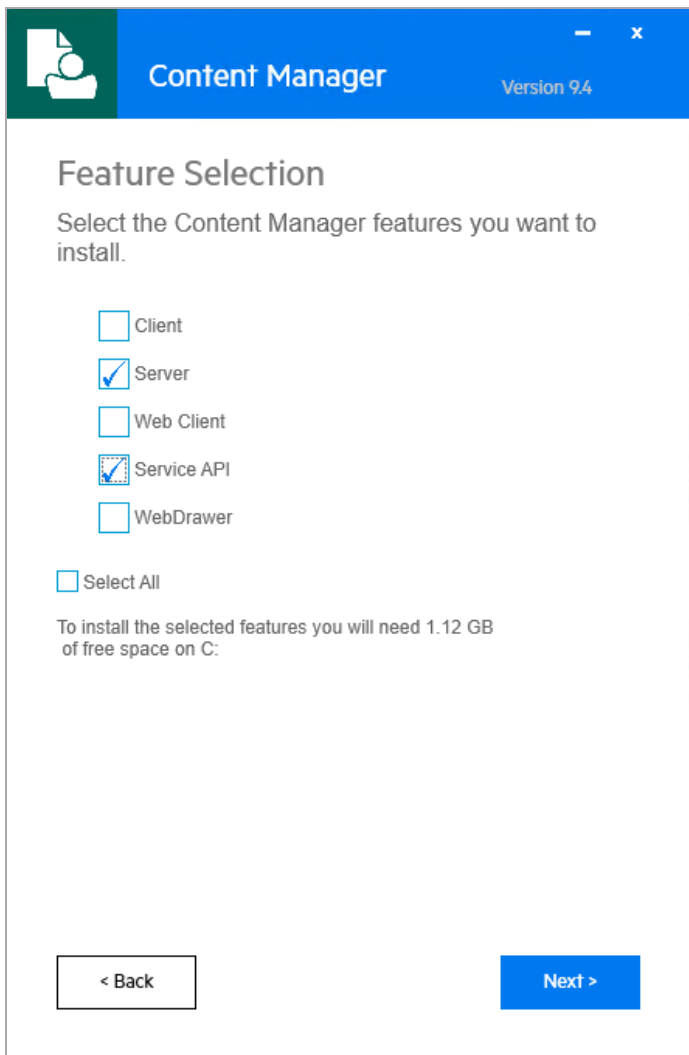 Content Manager
Version 9.4
Feature Selection
Select the Content Manager features you want to
install.
Client
Server
Web Client
Service API
WebDrawer
Select All
To install the selected features you will need 1.12 GB
of free space on C:
< Back
Next >